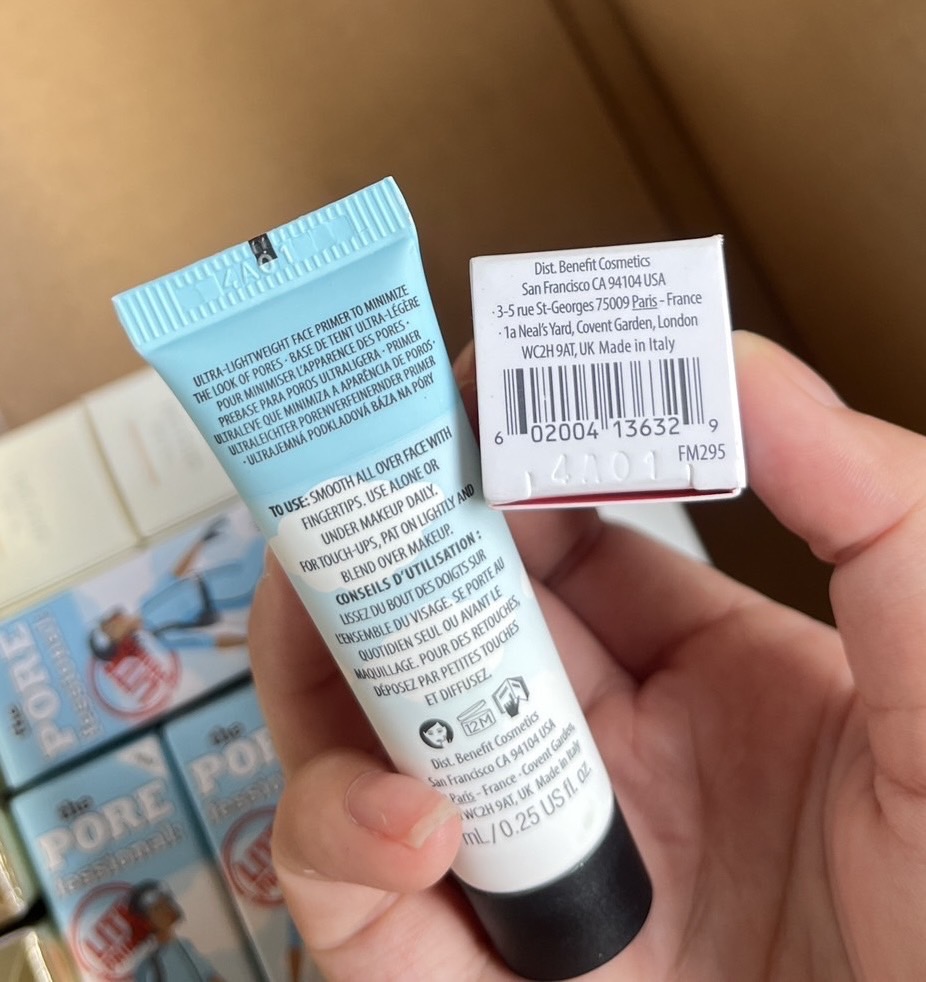 4A01
ULTRA-LIGHTWEIGHT FACE PRIMER TO MINIMIZE
THE LOOK OF PORES · BASE DE TEINT ULTRA-LÉGÈRE
POUR MINIMISER L'APPARENCE DES PORES ·
PREBASE PARA POROS ULTRALIGERA · PRIMER
ULTRALEVE QUE MINIMIZA A APARÊNCIA DE POROS·
ULTRALEICHTER PORENVERFEINERNDER PRIMER
· ULTRAJEMNÁ PODKLADOVÁ BÁZA NA PÓRY
TO USE: SMOOTH ALL OVER FACE WITH
FINGERTIPS. USE ALONE OR
UNDER MAKEUP DAILY.
FOR TOUCH-UPS, PAT ON LIGHTLY AND
BLEND OVER MAKEUP.
CONSEILS D'UTILISATION :
LISSEZ DU BOUT DES DOIGTS SUR
L'ENSEMBLE DU VISAGE. SE PORTE AU
QUOTIDIEN SEUL OU AVANT LE
MAQUILLAGE. POUR DES RETOUCHES,
DÉPOSEZ PAR PETITES TOUCHES
ET DIFFUSEZ.
12M
Dist. Benefit Cosmetics
San Francisco CA 94104 USA
Paris - France - Covent Garden,
WC2H 9AT, UK Made in Italy
mL / 0.25 US fl. oz.
Dist. Benefit Cosmetics
San Francisco CA 94104 USA
· 3-5 rue St-Georges 75009 Paris - France
· 1a Neal's Yard, Covent Garden, London
WC2H 9AT, UK Made in Italy
6 02004 13632 9
FM295
4A01
the
PORE
fessional
LITE
the
PORE
fessional
LITE
the
POR
fessional
LITE